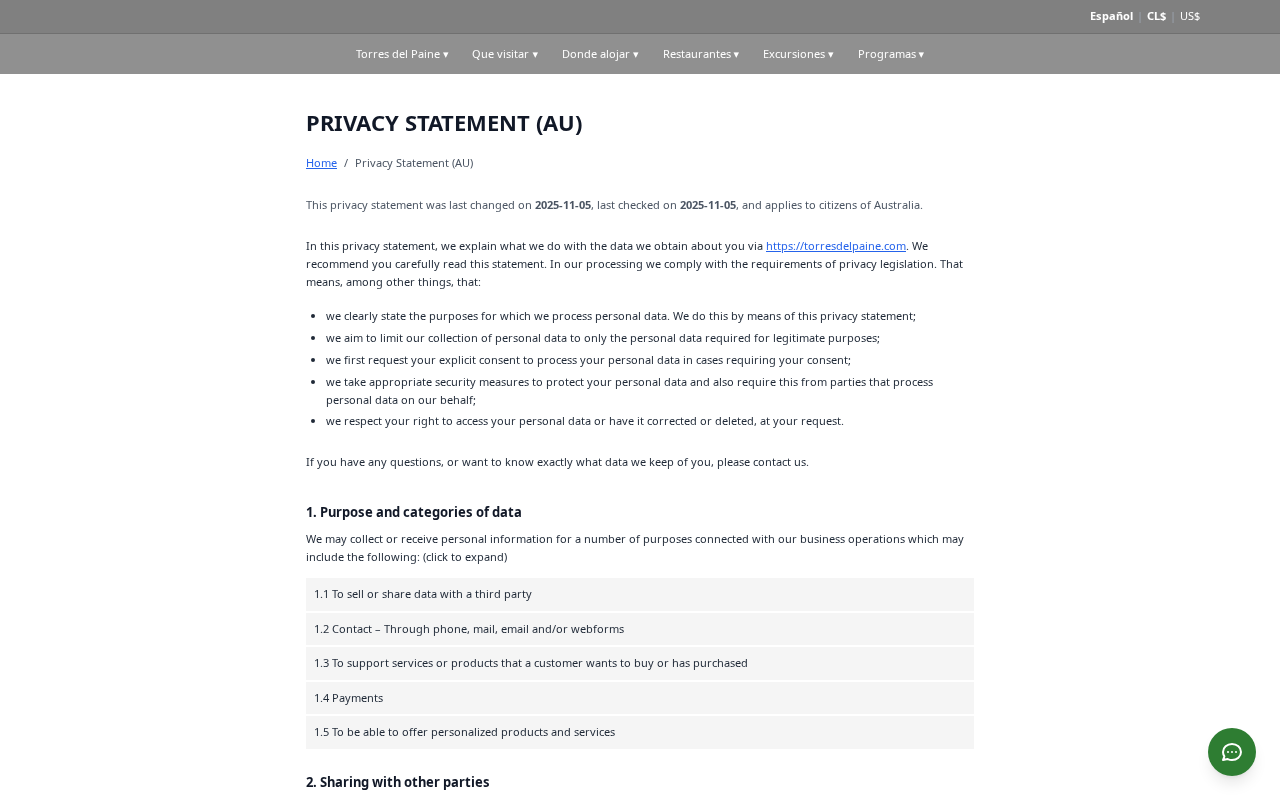 Español | CL$ | US$
Torres del Paine ▾ Que visitar ▾ Donde alojar ▾ Restaurantes ▾ Excursiones ▾ Programas ▾
PRIVACY STATEMENT (AU)
Home / Privacy Statement (AU)
This privacy statement was last changed on 2025-11-05, last checked on 2025-11-05, and applies to citizens of Australia.
In this privacy statement, we explain what we do with the data we obtain about you via https://torresdelpaine.com. We
recommend you carefully read this statement. In our processing we comply with the requirements of privacy legislation. That
means, among other things, that:
• we clearly state the purposes for which we process personal data. We do this by means of this privacy statement;
• we aim to limit our collection of personal data to only the personal data required for legitimate purposes;
• we first request your explicit consent to process your personal data in cases requiring your consent;
• we take appropriate security measures to protect your personal data and also require this from parties that process
personal data on our behalf;
• we respect your right to access your personal data or have it corrected or deleted, at your request.
If you have any questions, or want to know exactly what data we keep of you, please contact us.
1. Purpose and categories of data
We may collect or receive personal information for a number of purposes connected with our business operations which may
include the following: (click to expand)
1.1 To sell or share data with a third party
1.2 Contact – Through phone, mail, email and/or webforms
1.3 To support services or products that a customer wants to buy or has purchased
1.4 Payments
1.5 To be able to offer personalized products and services
2. Sharing with other parties